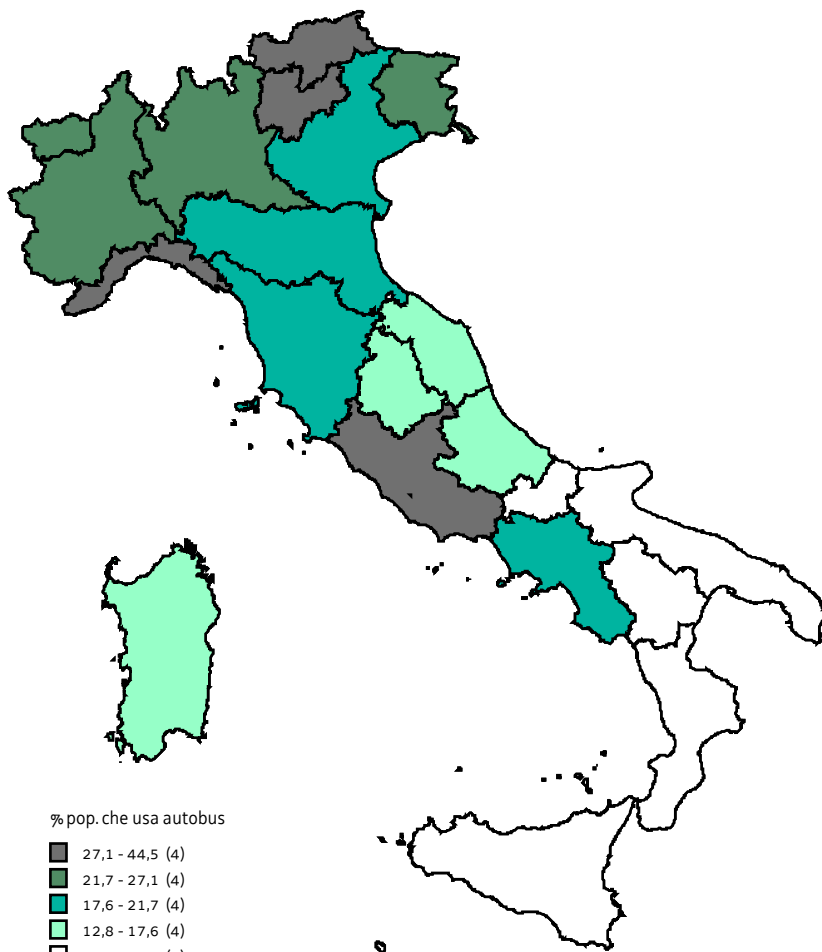 % pop. che usa autobus
27,1 - 44,5 (4)
21,7 - 27,1 (4)
17,6 - 21,7 (4)
12,8 - 17,6 (4)